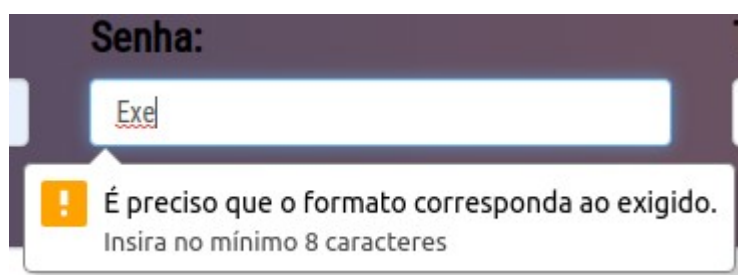 Senha:
Exe
É preciso que o formato corresponda ao exigido.
Insira no mínimo 8 caracteres